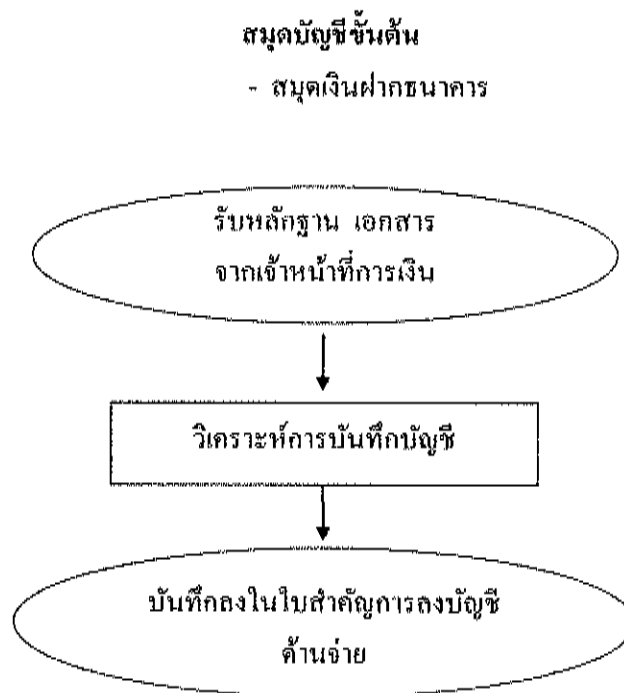 สมุดบัญชีขั้นต้น
- สมุดเงินฝากธนาคาร
รับหลักฐาน เอกสาร
จากเจ้าหน้าที่การเงิน
วิเคราะห์การบันทึกบัญชี
บันทึกลงในใบสำคัญการลงบัญชี
ด้านจ่าย